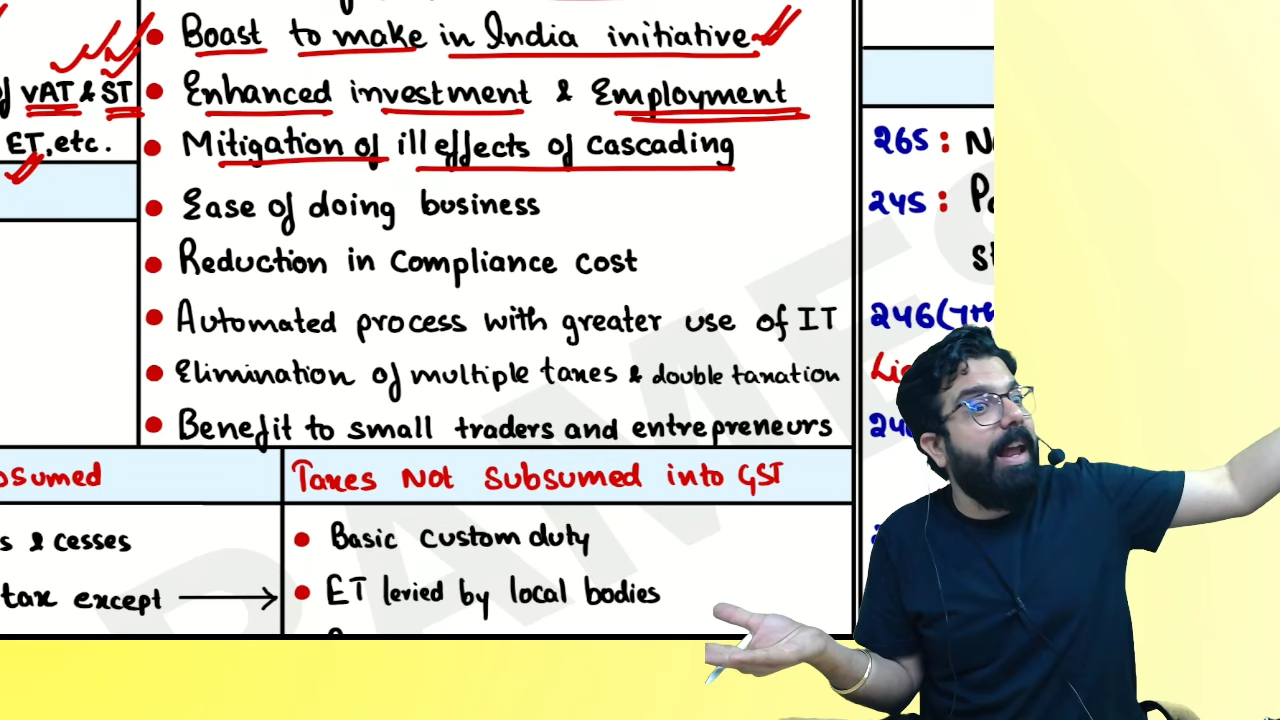 Boast to make in India initiative
of VAT & ST
Enhanced investment & Employment
ET, etc.
Mitigation of ill effects of cascading
Ease of doing business
Reduction in compliance cost
Automated process with greater use of IT
Elimination of multiple taxes & double taxation
Benefit to small traders and entrepreneurs
265 :
245 :
246(7th
Taxes Not Subsumed into GST
& cesses
tax except
Basic custom duty
ET levied by local bodies